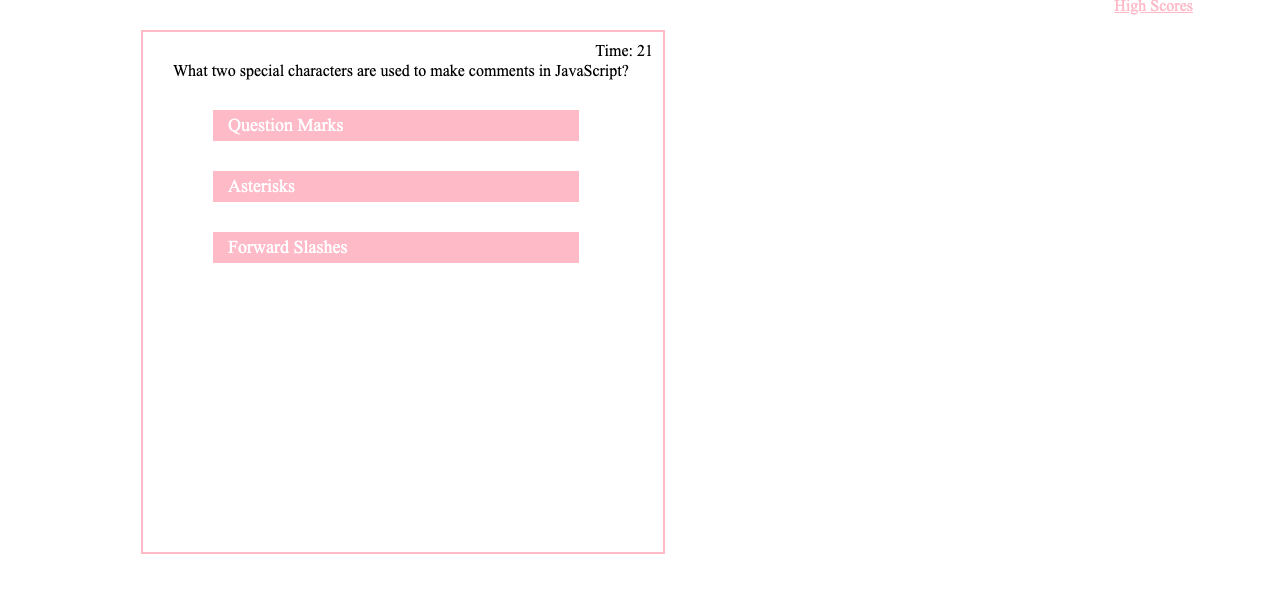 High Scores
Time: 21
What two special characters are used to make comments in JavaScript?
Question Marks
Asterisks
Forward Slashes